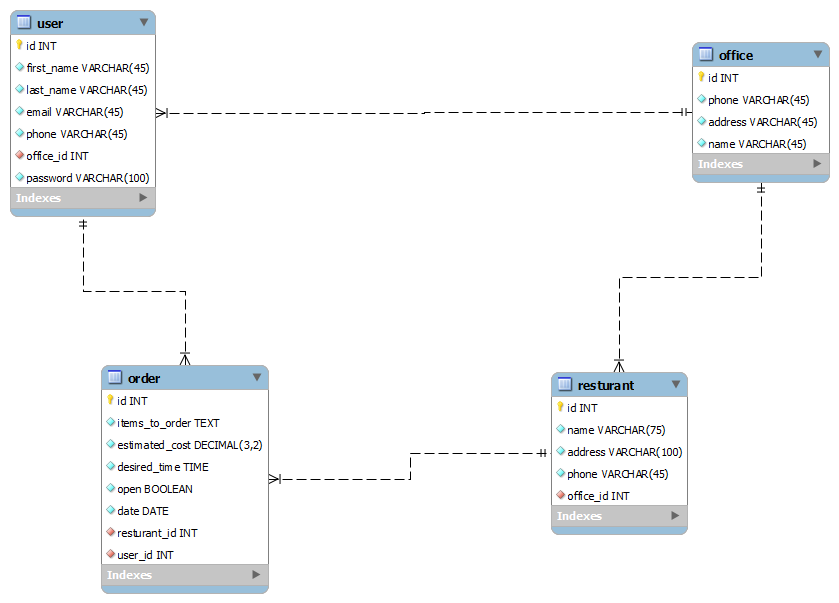 user
id INT
first_name VARCHAR(45)
last_name VARCHAR(45)
email VARCHAR(45)
phone VARCHAR(45)
office_id INT
password VARCHAR(100)
Indexes
office
id INT
phone VARCHAR(45)
address VARCHAR(45)
name VARCHAR(45)
Indexes
order
id INT
items_to_order TEXT
estimated_cost DECIMAL(3,2)
desired_time TIME
open BOOLEAN
date DATE
resturant_id INT
user_id INT
Indexes
resturant
id INT
name VARCHAR(75)
address VARCHAR(100)
phone VARCHAR(45)
office_id INT
Indexes